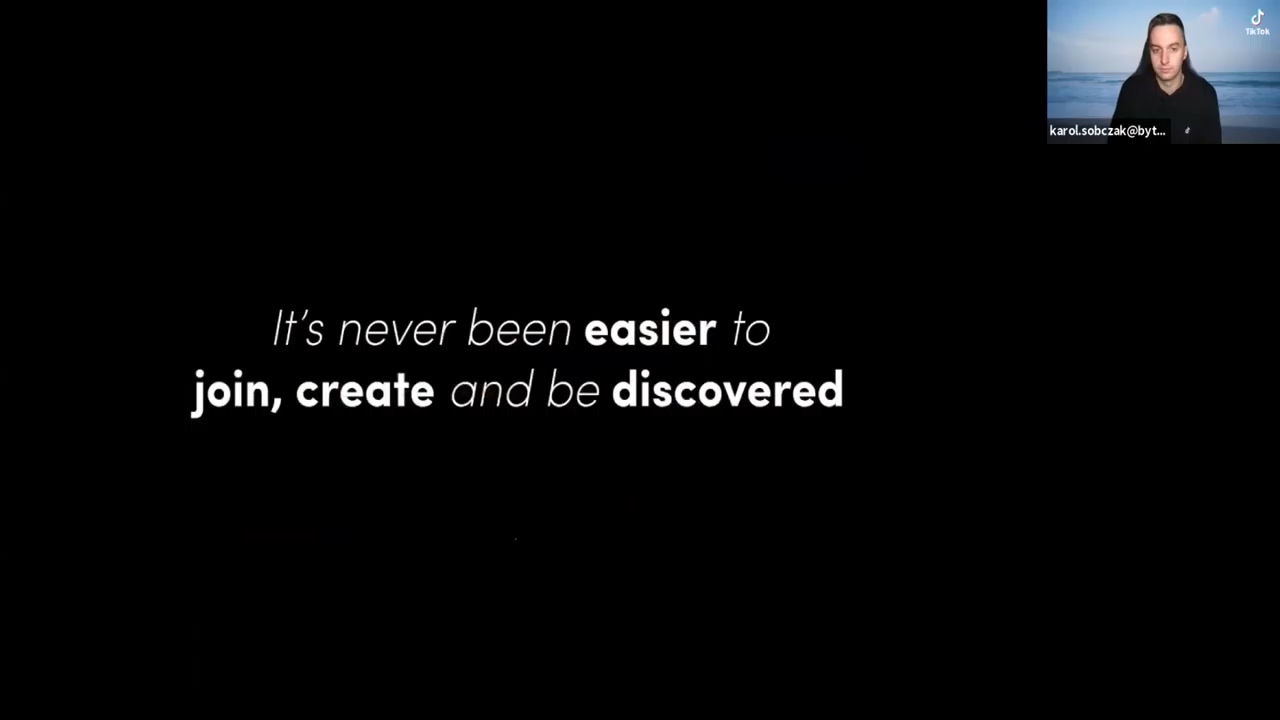 TikTok
karol.sobczak@byt...
It’s never been easier to
join, create and be discovered